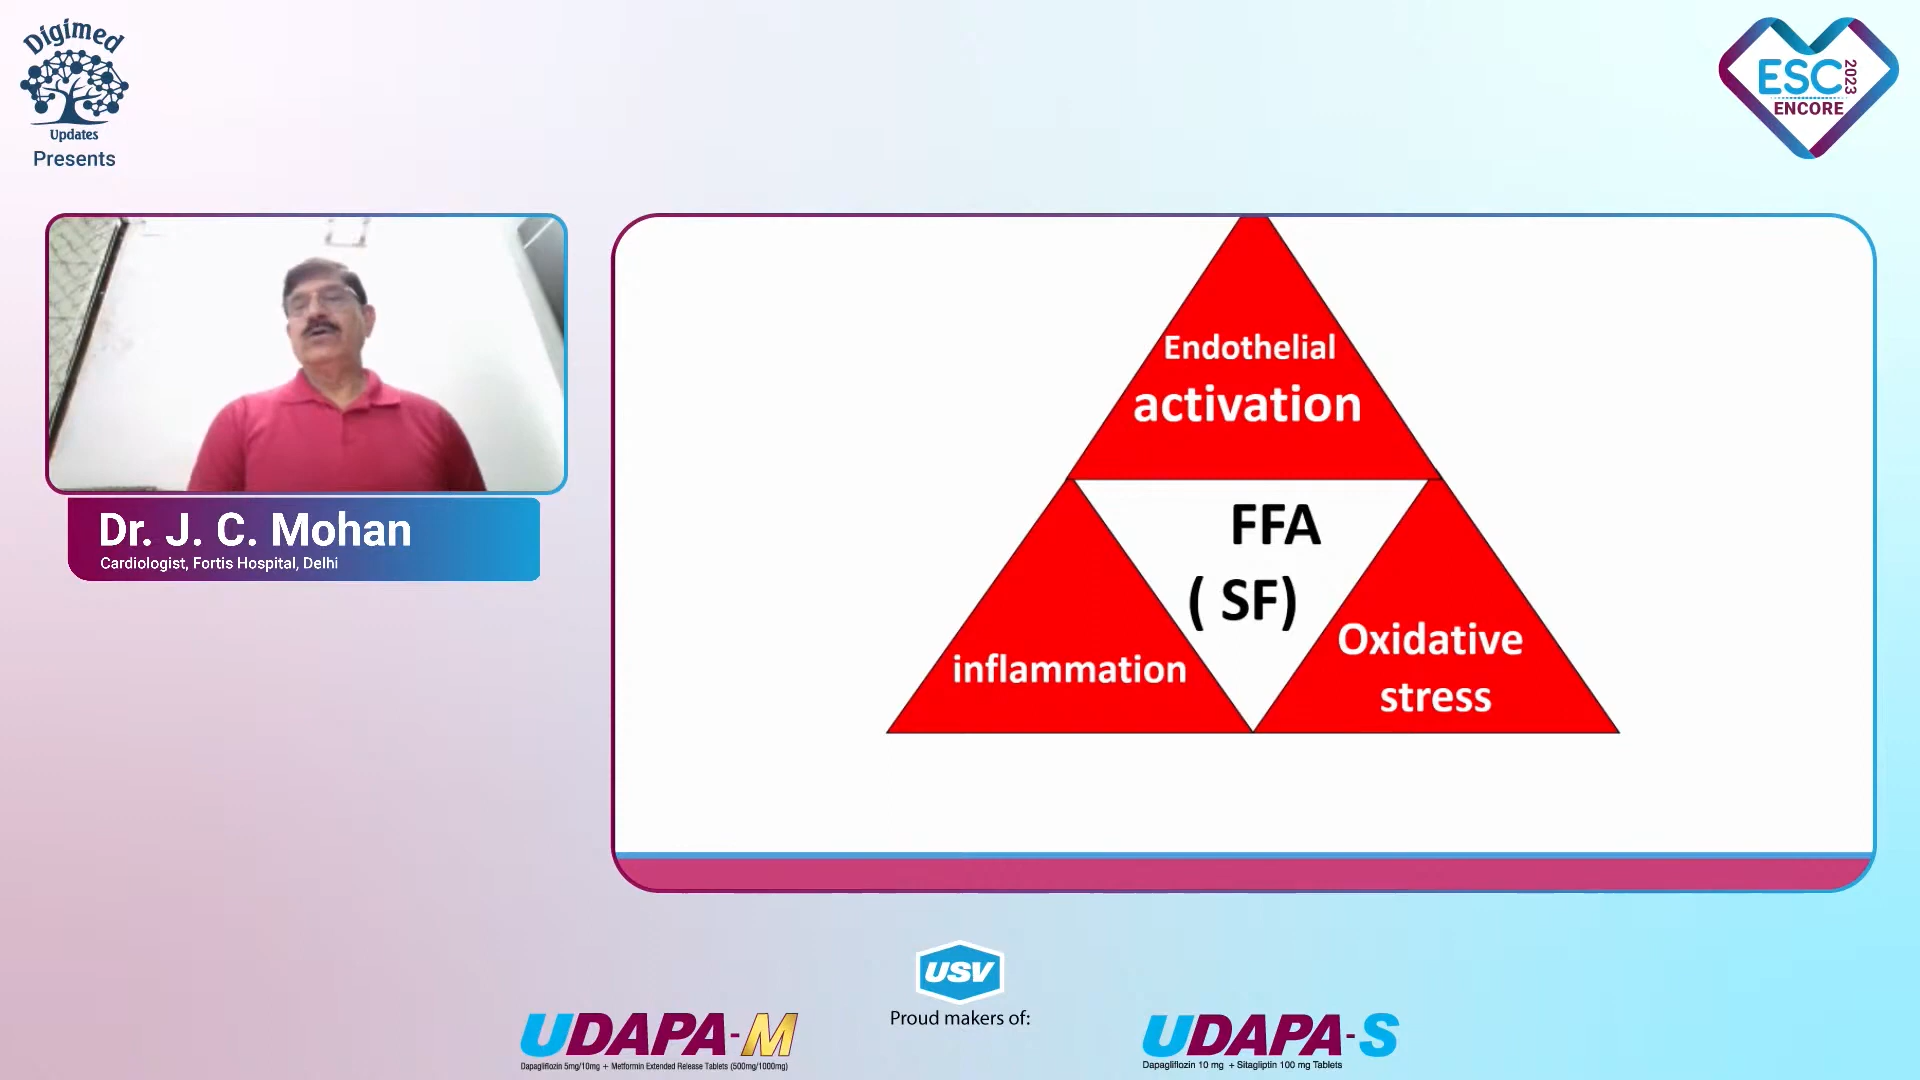 Digimed
Updates
Presents
ESC 2023
ENCORE
Dr. J. C. Mohan
Cardiologist, Fortis Hospital, Delhi
Endothelial
activation
FFA
( SF)
inflammation
Oxidative
stress
USV
Proud makers of:
UDAPA-M
Dapagliflozin 5mg/10mg + Metformin Extended Release Tablets (500mg/1000mg)
UDAPA-S
Dapagliflozin 10 mg + Sitagliptin 100 mg Tablets